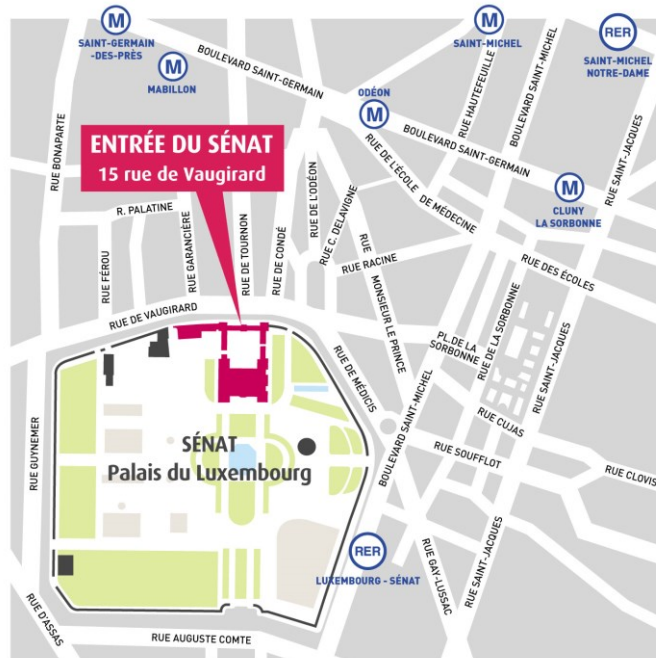 M
SAINT-GERMAIN
-DES-PRÈS
M
MABILLON
BOULEVARD SAINT-GERMAIN
M
SAINT-MICHEL
RER
SAINT-MICHEL
NOTRE-DAME
ODÉON
M
RUE HAUTEFEUILLE
BOULEVARD SAINT-MICHEL
BOULEVARD SAINT-GERMAIN
RUE SAINT-JACQUES
M
CLUNY
LA SORBONNE
RUE BONAPARTE
ENTRÉE DU SÉNAT
15 rue de Vaugirard
RUE DE L'ÉCOLE DE MÉDECINE
R. PALATINE
RUE FÉROU
RUE GARANCIÈRE
RUE DE TOURNON
RUE DE CONDÉ
RUE DE L'ODÉON
RUE C. DELAVIGNE
RUE MONSIEUR LE PRINCE
RUE RACINE
RUE DES ÉCOLES
RUE DE VAUGIRARD
RUE DE MÉDICIS
PL. DE LA
SORBONNE
RUE DE LA SORBONNE
RUE SAINT-JACQUES
RUE GUYNEMER
SÉNAT
Palais du Luxembourg
BOULEVARD SAINT-MICHEL
RUE CUJAS
RUE SOUFFLOT
RUE CLOVIS
RER
LUXEMBOURG - SÉNAT
RUE GAY-LUSSAC
RUE SAINT-JACQUES
RUE D'ASSAS
RUE AUGUSTE COMTE